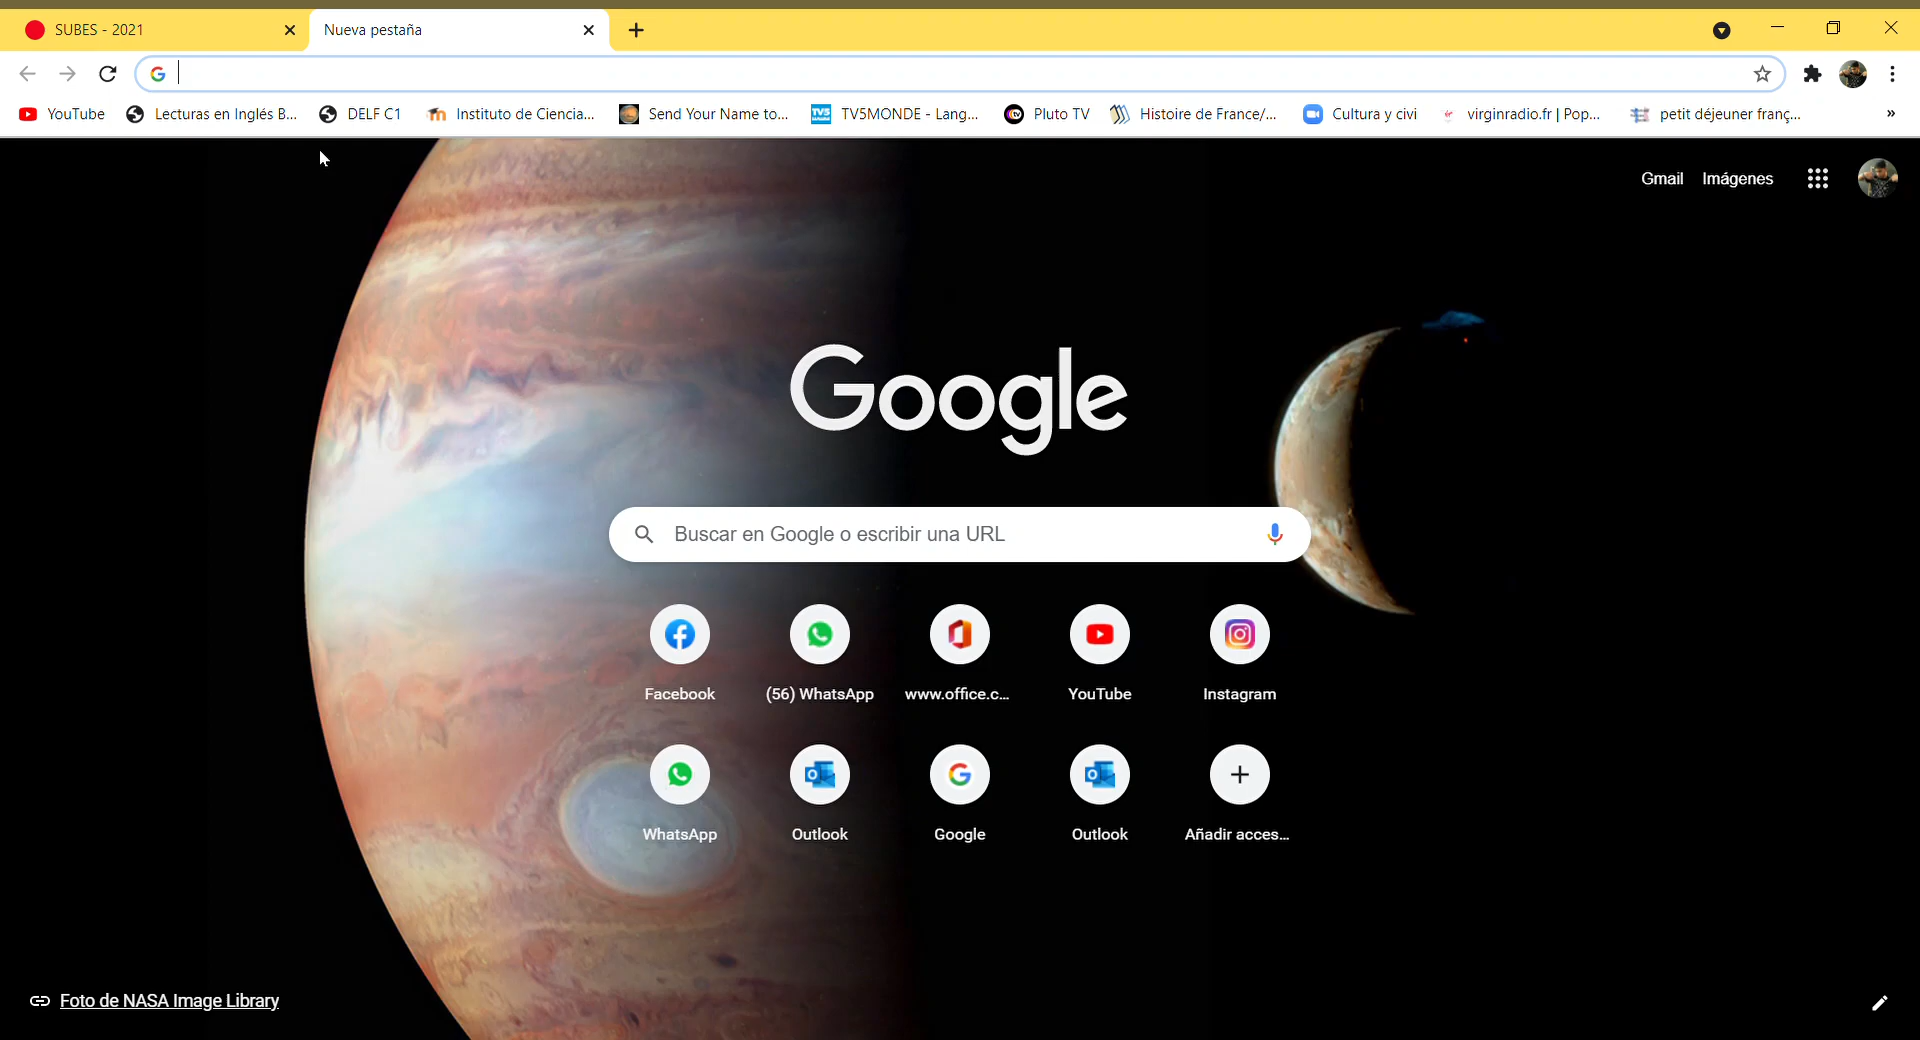 SUBES - 2021
Nueva pestaña
YouTube
Lecturas en Inglés B...
DELF C1
Instituto de Ciencia...
Send Your Name to...
TV5MONDE - Lang...
Pluto TV
Histoire de France/...
Cultura y civi
virginradio.fr | Pop...
petit déjeuner franç...
»
Gmail
Imágenes
Google
Buscar en Google o escribir una URL
Facebook
(56) WhatsApp
www.office.c...
YouTube
Instagram
WhatsApp
Outlook
Google
Outlook
Añadir acces...
Foto de NASA Image Library